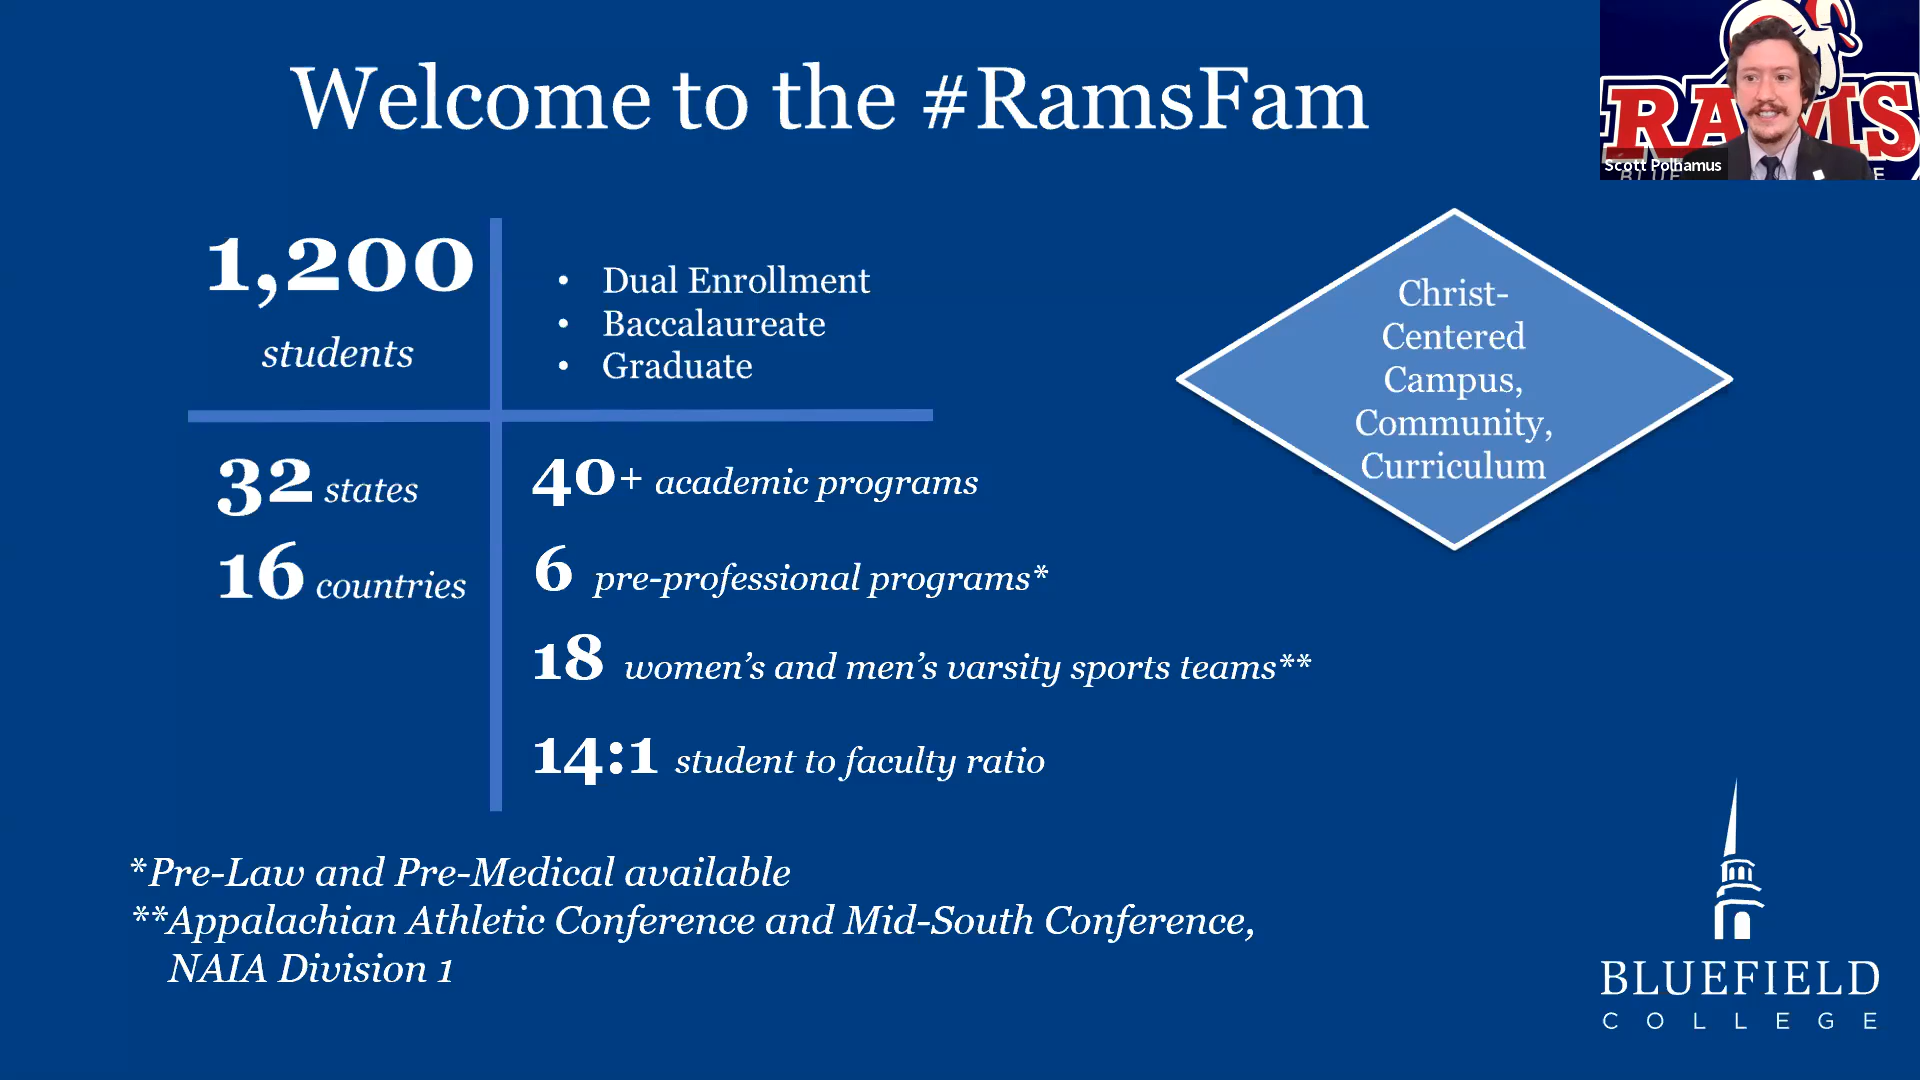 Welcome to the #RamsFam
RAMS
Scott Polhamus
1,200
students
• Dual Enrollment
• Baccalaureate
• Graduate
Christ-
Centered
Campus,
Community,
Curriculum
32 states
16 countries
40+ academic programs
6 pre-professional programs*
18 women’s and men’s varsity sports teams**
14:1 student to faculty ratio
*Pre-Law and Pre-Medical available
**Appalachian Athletic Conference and Mid-South Conference,
NAIA Division 1
BLUEFIELD
COLLEGE